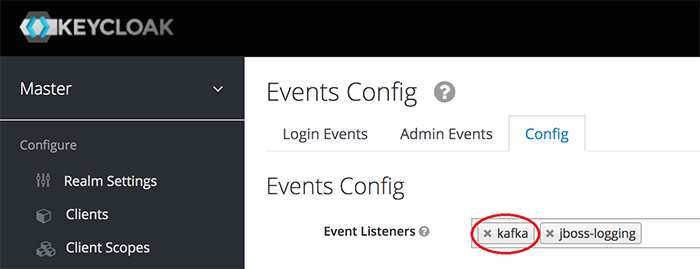 KEYCLOAK
Master
Configure
Realm Settings
Clients
Client Scopes
Events Config ?
Login Events Admin Events Config
Events Config
Event Listeners ? × kafka × jboss-logging